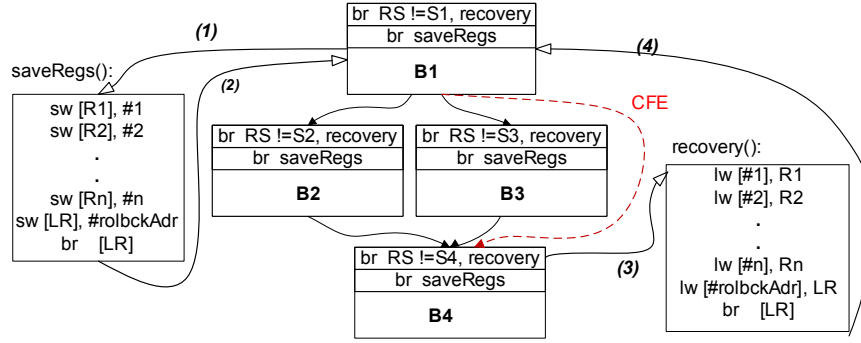 br RS !=S1, recovery
br saveRegs
B1
(1)
(2)
(4)
saveRegs():
sw [R1], #1
sw [R2], #2
.
.
sw [Rn], #n
sw [LR], #rolbckAdr
br [LR]
CFE
br RS !=S2, recovery
br saveRegs
B2
br RS !=S3, recovery
br saveRegs
B3
recovery():
lw [#1], R1
lw [#2], R2
.
.
lw [#n], Rn
lw [#rolbckAdr], LR
br [LR]
br RS !=S4, recovery
br saveRegs
B4
(3)